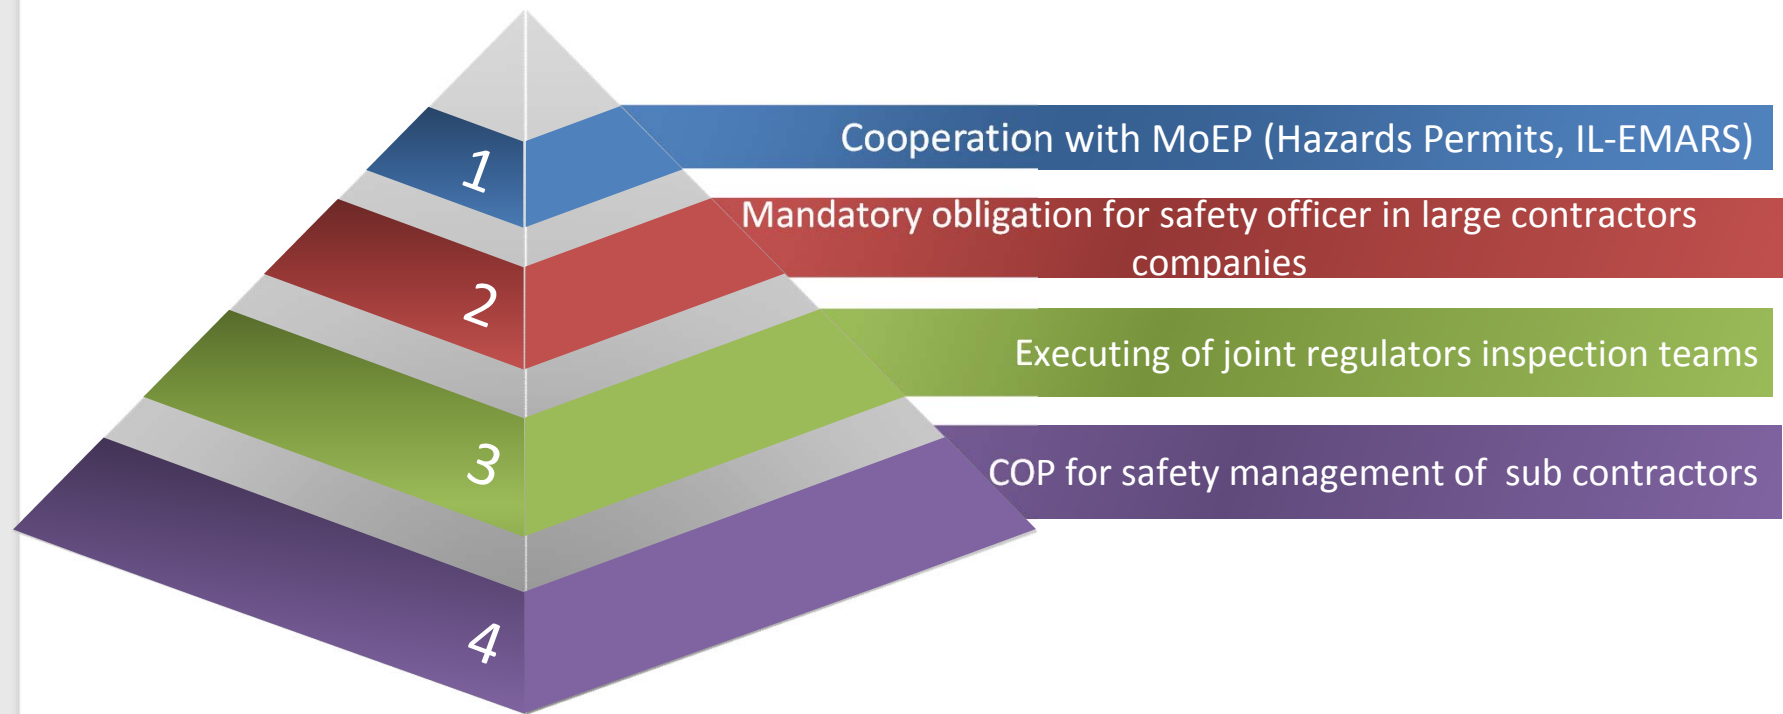 1
Cooperation with MoEP (Hazards Permits, IL-EMARS)
2
Mandatory obligation for safety officer in large contractors
companies
3
Executing of joint regulators inspection teams
4
COP for safety management of  sub contractors